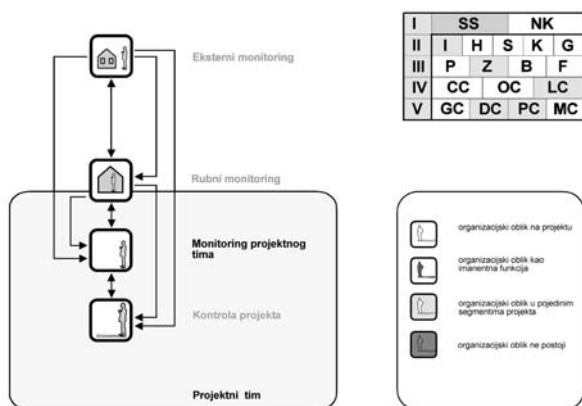 Eksterni monitoring
Rubni monitoring
Monitoring projektnog
tima
Kontrola projekta
Projektni tim
I SS NK
II I H S K G
III P Z B F
IV CC OC LC
V GC DC PC MC
organizacijski oblik na projektu
organizacijski oblik kao
imanentna funkcija
organizacijski oblik u pojedinim
segmentima projekta
organizacijski oblik ne postoji